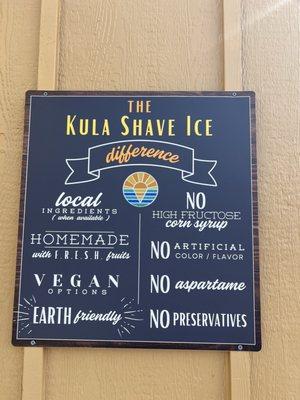 THE
KULA SHAVE ICE
difference
local
INGREDIENTS
(when available)
HOMEMADE
with F.R.E.S.H. fruits
VEGAN
OPTIONS
EARTH friendly
NO
HIGH FRUCTOSE
corn syrup
NO ARTIFICIAL
COLOR / FLAVOR
NO aspartame
NO PRESERVATIVES